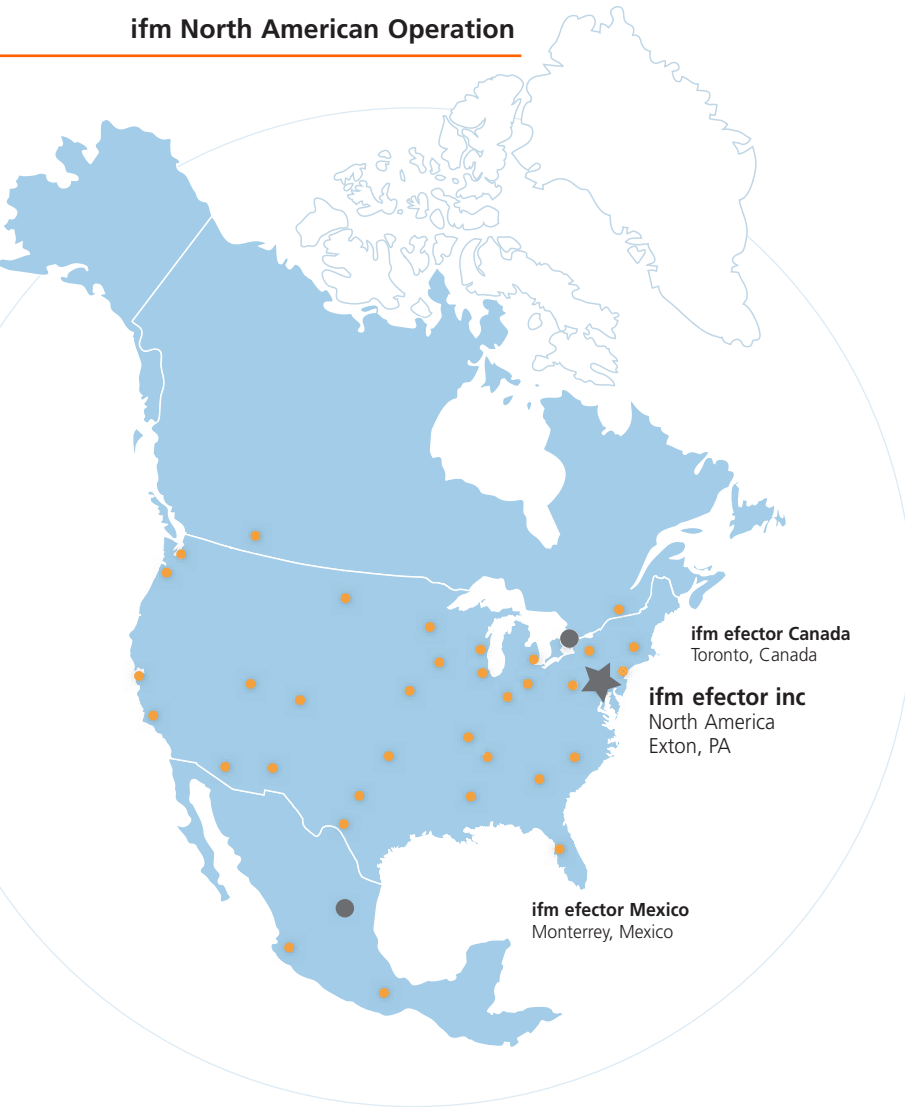 ifm North American Operation
ifm efector Canada
Toronto, Canada
ifm efector inc
North America
Exton, PA
ifm efector Mexico
Monterrey, Mexico